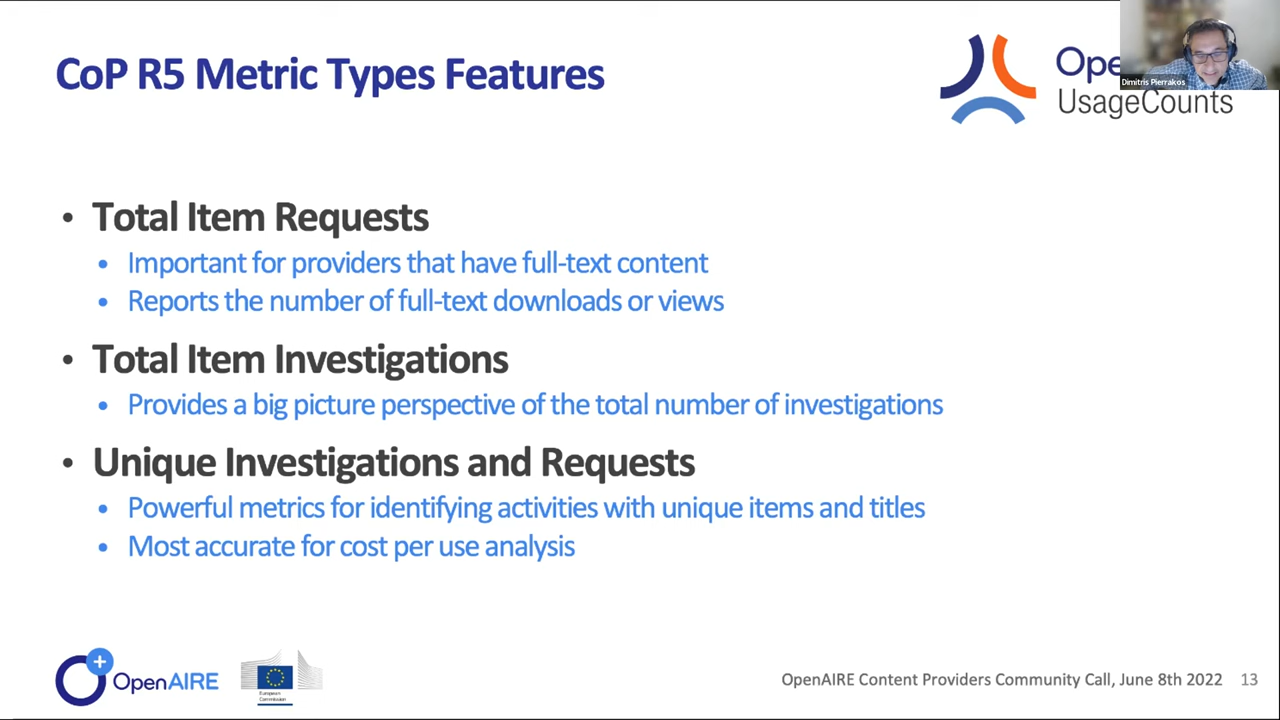 CoP R5 Metric Types Features
Ope
UsageCounts
Dimitris Pierrakos
• Total Item Requests
• Important for providers that have full-text content
• Reports the number of full-text downloads or views
• Total Item Investigations
• Provides a big picture perspective of the total number of investigations
• Unique Investigations and Requests
• Powerful metrics for identifying activities with unique items and titles
• Most accurate for cost per use analysis
OpenAIRE
European
Commission
OpenAIRE Content Providers Community Call, June 8th 2022 13